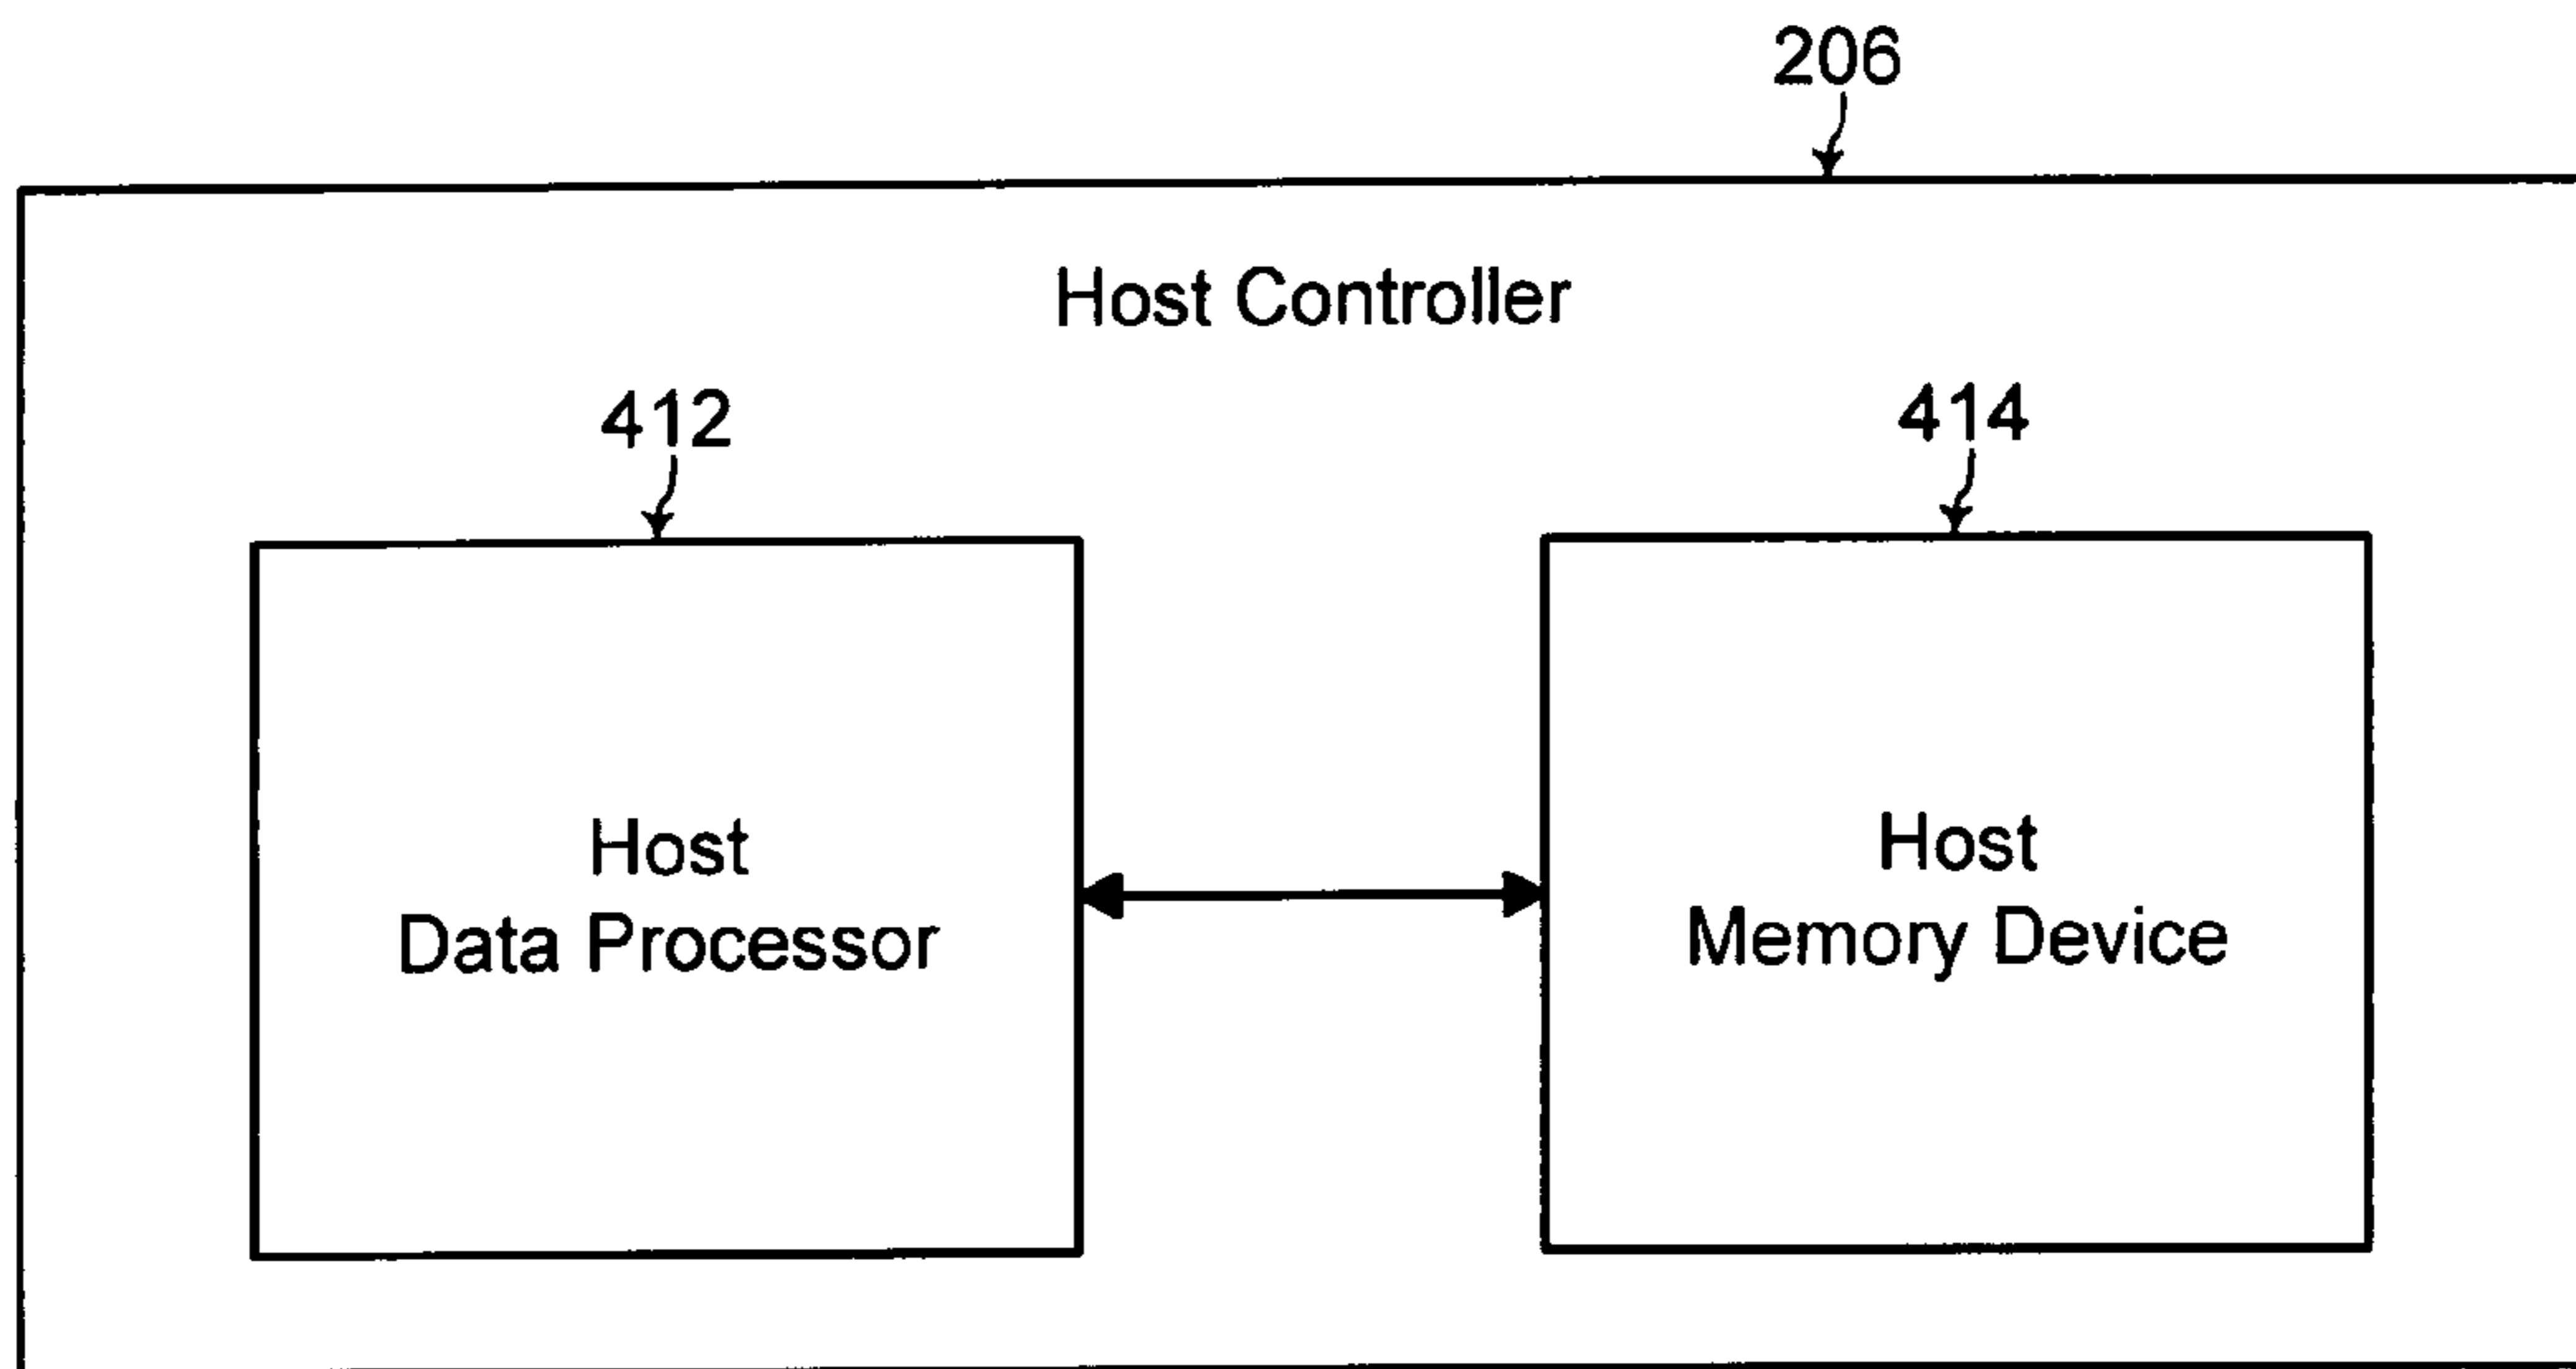 206
Host Controller
412
414
Host
Data Processor
Host
Memory Device